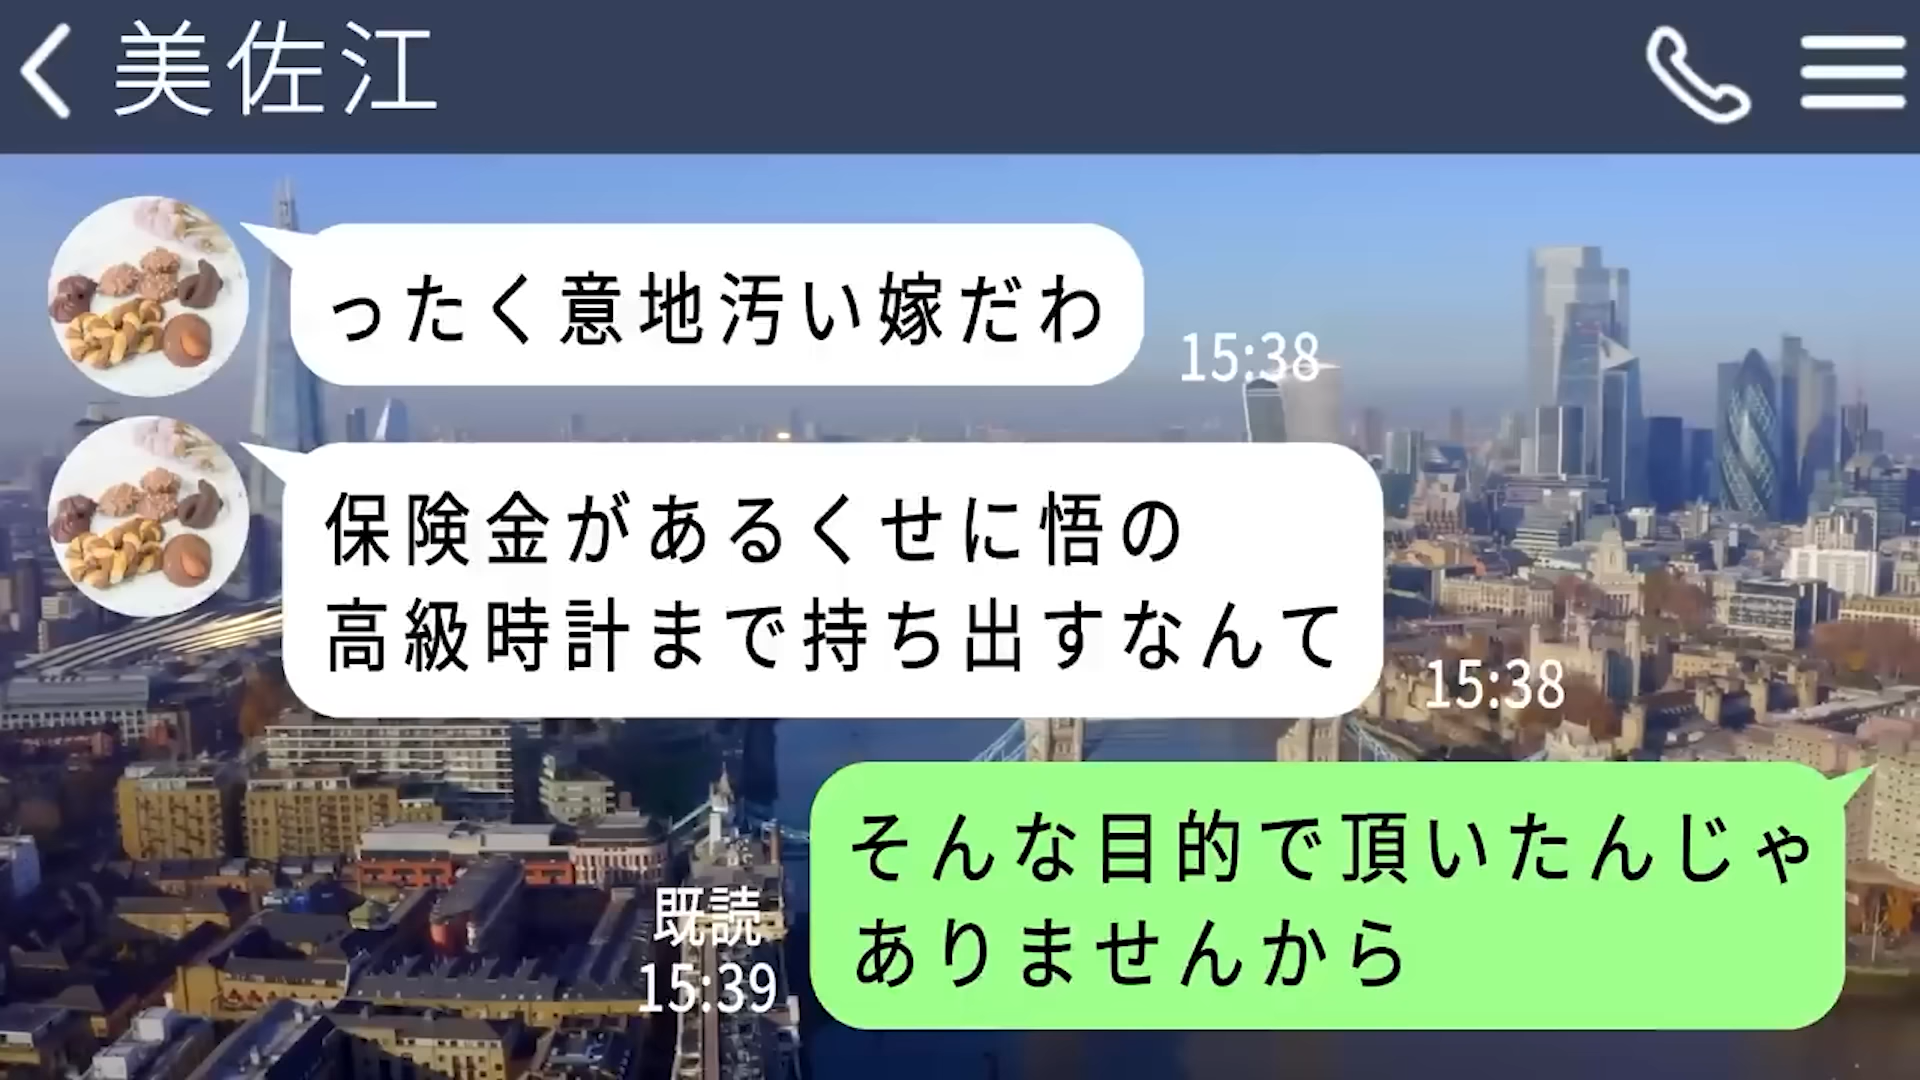 美佐江
ったく意地汚い嫁だわ
15:38
保険金があるくせに悟の
高級時計まで持ち出すなんて
15:38
そんな目的で頂いたんじゃ
ありませんから
既読
15:39